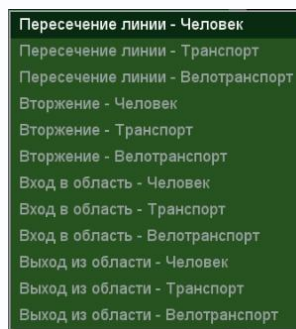 Пересечение линии - Человек
Пересечение линии - Транспорт
Пересечение линии - Велотранспорт
Вторжение - Человек
Вторжение - Транспорт
Вторжение - Велотранспорт
Вход в область - Человек
Вход в область - Транспорт
Вход в область - Велотранспорт
Выход из области - Человек
Выход из области - Транспорт
Выход из области - Велотранспорт